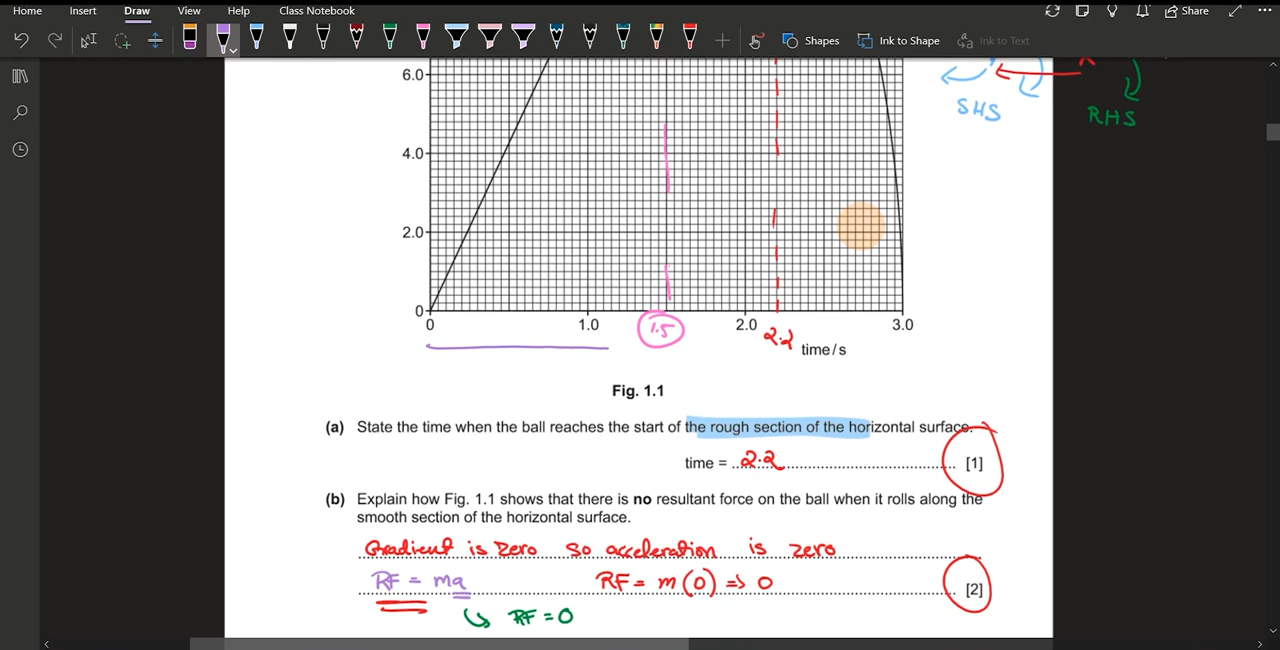 Home Insert Draw View Help Class Notebook Share
Shapes Ink to Shape Ink to Text
6.0
4.0
2.0
0
0 1.0 1.5 2.0 2.2 3.0
time/s
SHS
RHS
Fig. 1.1
(a) State the time when the ball reaches the start of the rough section of the horizontal surface.
time = 2.2 [1]
(b) Explain how Fig. 1.1 shows that there is no resultant force on the ball when it rolls along the
smooth section of the horizontal surface.
Gradient is zero so acceleration is zero
RF = ma RF = m(0) => 0 [2]
RF = 0